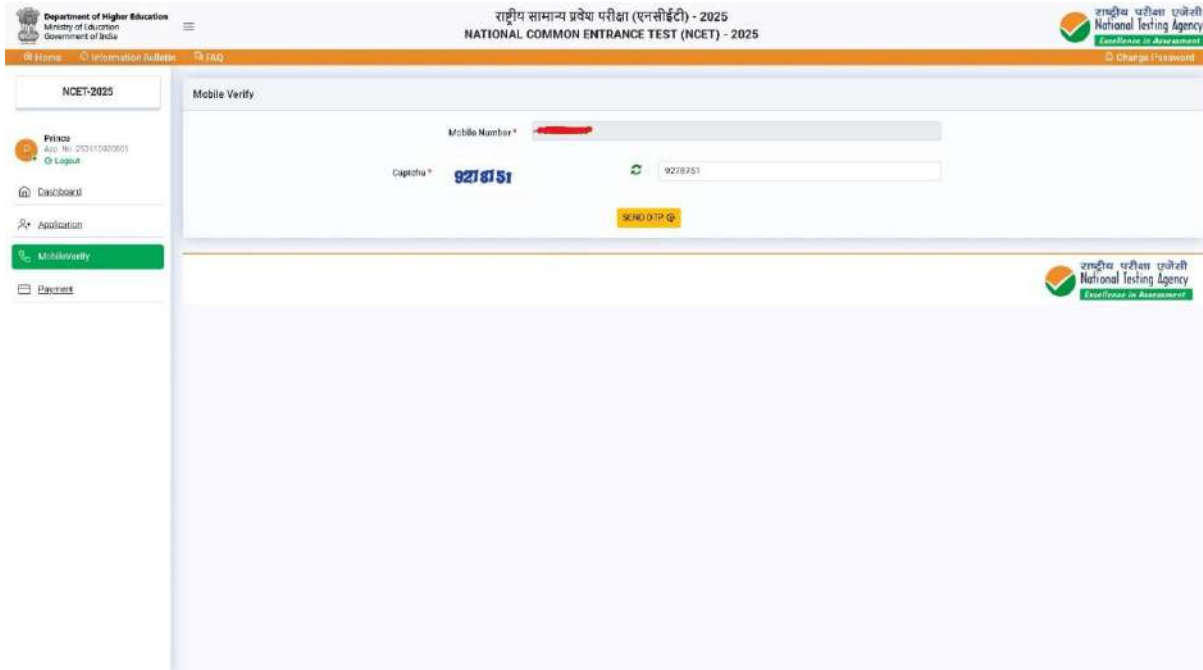 Department of Higher Education
Ministry of Education
Government of India
राष्ट्रीय सामान्य प्रवेश परीक्षा (एनसीईटी) - 2025
NATIONAL COMMON ENTRANCE TEST (NCET) - 2025
राष्ट्रीय परीक्षा एजेंसी
National Testing Agency
Excellence in Assessment
Home Information Bulletin FAQ Change Password
NCET-2025
P
Prince
App. No
Logout
Dashboard
Application
MobileVerify
Payment
Mobile Verify
Mobile Number *
Captcha * 9278751 9278751
SEND OTP
राष्ट्रीय परीक्षा एजेंसी
National Testing Agency
Excellence in Assessment